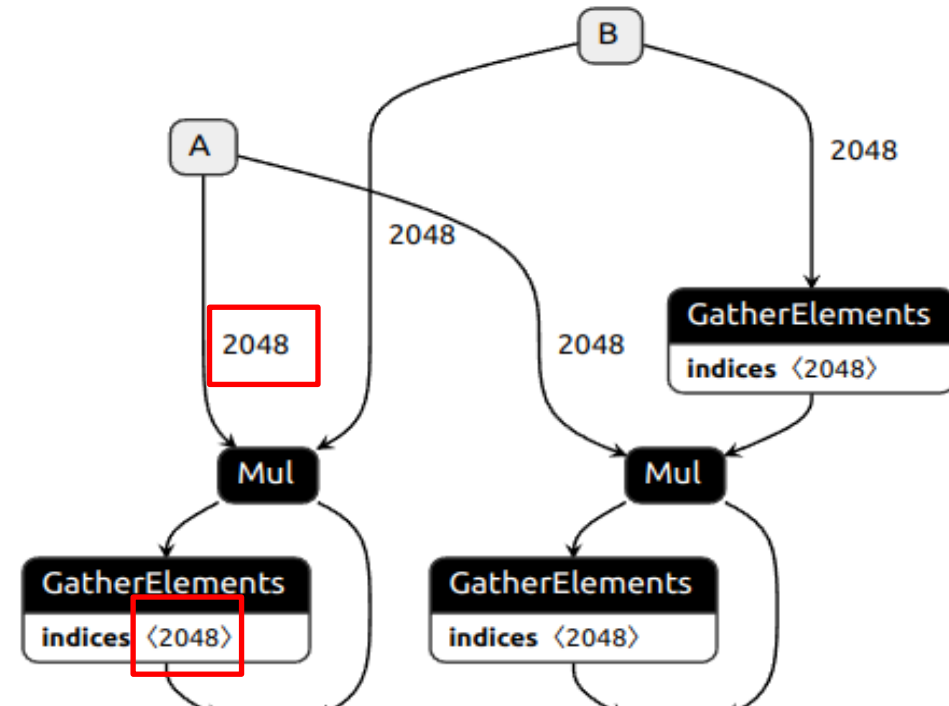 B
A
2048
2048
2048
2048
GatherElements
indices 〈2048〉
Mul
Mul
GatherElements
indices 〈2048〉
GatherElements
indices 〈2048〉